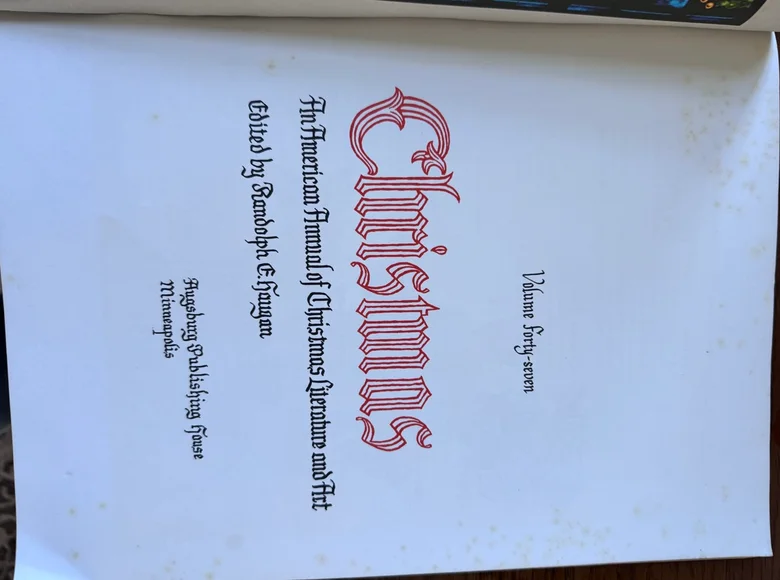 Volume Forty-seven
Christmas
An American Annual of Christmas Literature and Art
Edited by Randolph E. Haugan
Augsburg Publishing House
Minneapolis